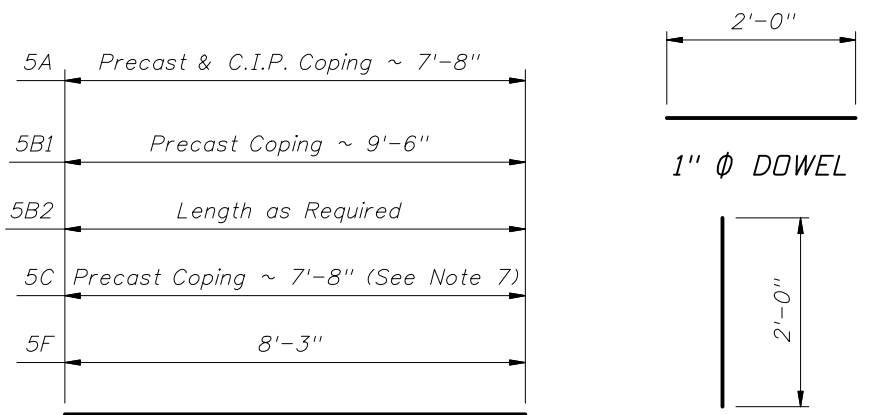 5A Precast & C.I.P. Coping ~ 7'-8"
5B1 Precast Coping ~ 9'-6"
5B2 Length as Required
5C Precast Coping ~ 7'-8" (See Note 7)
5F 8'-3"
2'-0"
1" Φ DOWEL
2'-0"